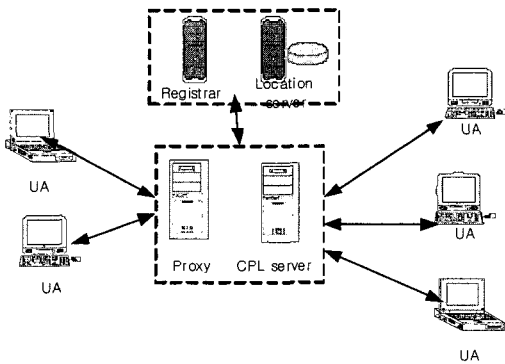 Registrar
Location
server
UA
UA
UA
UA
UA
Proxy
CPL server